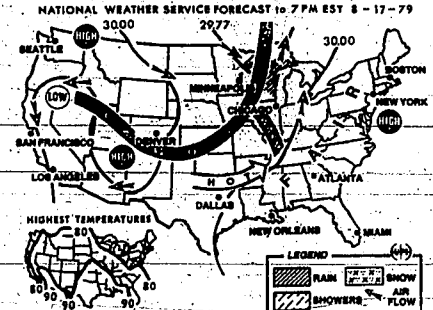 NATIONAL WEATHER SERVICE FORECAST to 7 PM EST 8-17-79
30.00
29.77
30.00
SEATTLE
HIGH
MINNEAPOLIS
BOSTON
LOW
CHICAGO
NEW YORK
HIGH
SAN FRANCISCO
DENVER
HIGH
LOS ANGELES
HOT
FAIR
ATLANTA
DALLAS
NEW ORLEANS
MIAMI
HIGHEST TEMPERATURES
80
80
80
90
90
90
LEGEND
RAIN
SNOW
SHOWERS
AIR FLOW